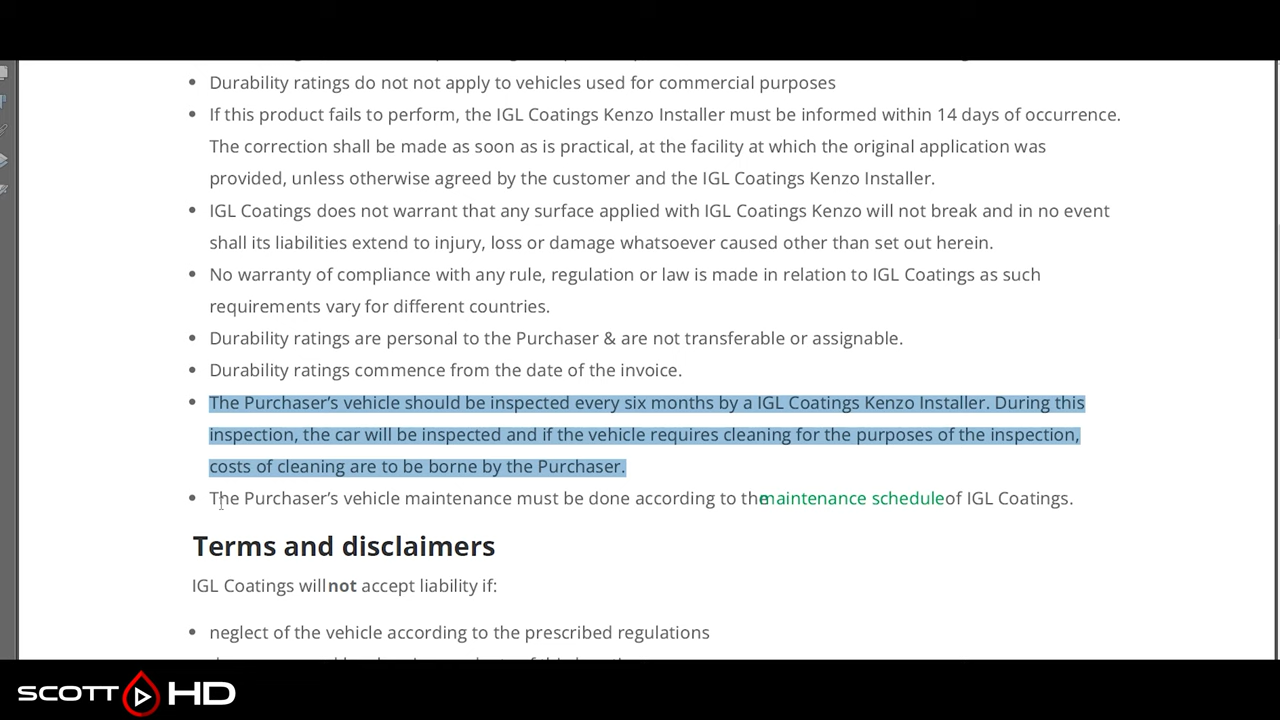 Durability ratings do not not apply to vehicles used for commercial purposes
If this product fails to perform, the IGL Coatings Kenzo Installer must be informed within 14 days of occurrence.
The correction shall be made as soon as is practical, at the facility at which the original application was
provided, unless otherwise agreed by the customer and the IGL Coatings Kenzo Installer.
IGL Coatings does not warrant that any surface applied with IGL Coatings Kenzo will not break and in no event
shall its liabilities extend to injury, loss or damage whatsoever caused other than set out herein.
No warranty of compliance with any rule, regulation or law is made in relation to IGL Coatings as such
requirements vary for different countries.
Durability ratings are personal to the Purchaser & are not transferable or assignable.
Durability ratings commence from the date of the invoice.
The Purchaser’s vehicle should be inspected every six months by a IGL Coatings Kenzo Installer. During this
inspection, the car will be inspected and if the vehicle requires cleaning for the purposes of the inspection,
costs of cleaning are to be borne by the Purchaser.
The Purchaser’s vehicle maintenance must be done according to the maintenance schedule of IGL Coatings.
Terms and disclaimers
IGL Coatings will not accept liability if:
neglect of the vehicle according to the prescribed regulations
SCOTT HD